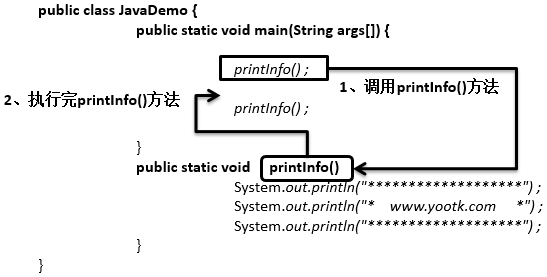 public class JavaDemo {
public static void main(String args[]) {
printInfo() ;
1、调用printInfo()方法
2、执行完printInfo()方法
printInfo() ;
}
public static void printInfo()
System.out.println("*******************") ;
System.out.println("* www.yootk.com *") ;
System.out.println("*******************") ;
}
}